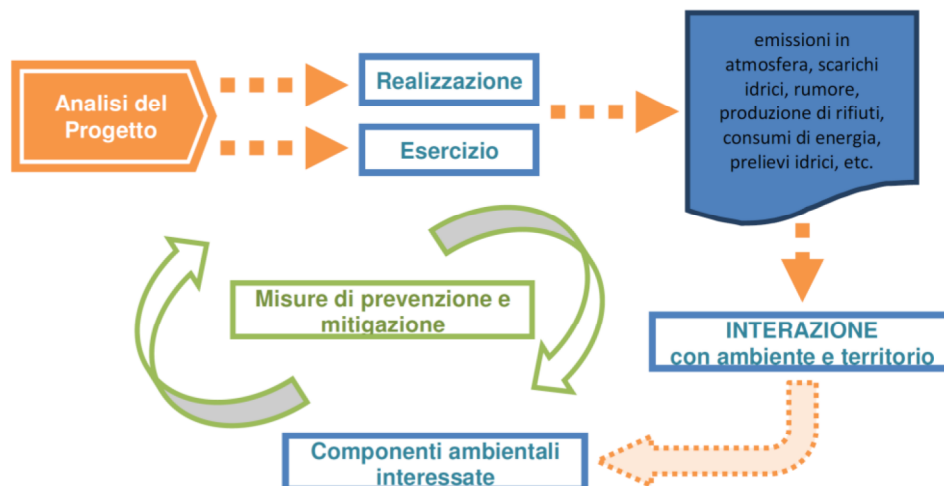 Analisi del
Progetto
Realizzazione
Esercizio
emissioni in
atmosfera, scarichi
idrici, rumore,
produzione di rifiuti,
consumi di energia,
prelievi idrici, etc.
Misure di prevenzione e
mitigazione
INTERAZIONE
con ambiente e territorio
Componenti ambientali
interessate